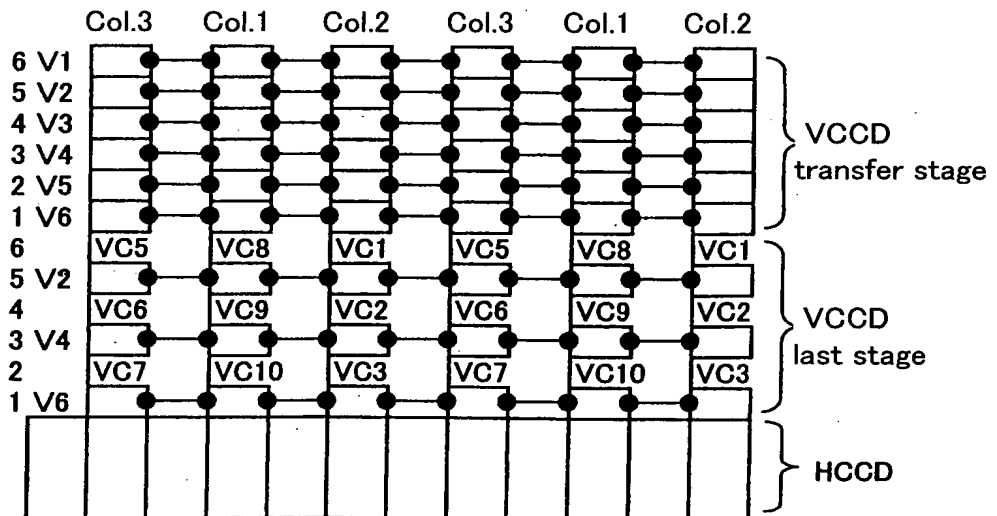 Col.3 Col.1 Col.2 Col.3 Col.1 Col.2
6 V1
5 V2
4 V3
3 V4
2 V5
1 V6
VCCD
transfer stage
6 VC5 VC8 VC1 VC5 VC8 VC1
5 V2
4 VC6 VC9 VC2 VC6 VC9 VC2
3 V4
2 VC7 VC10 VC3 VC7 VC10 VC3
1 V6
VCCD
last stage
HCCD